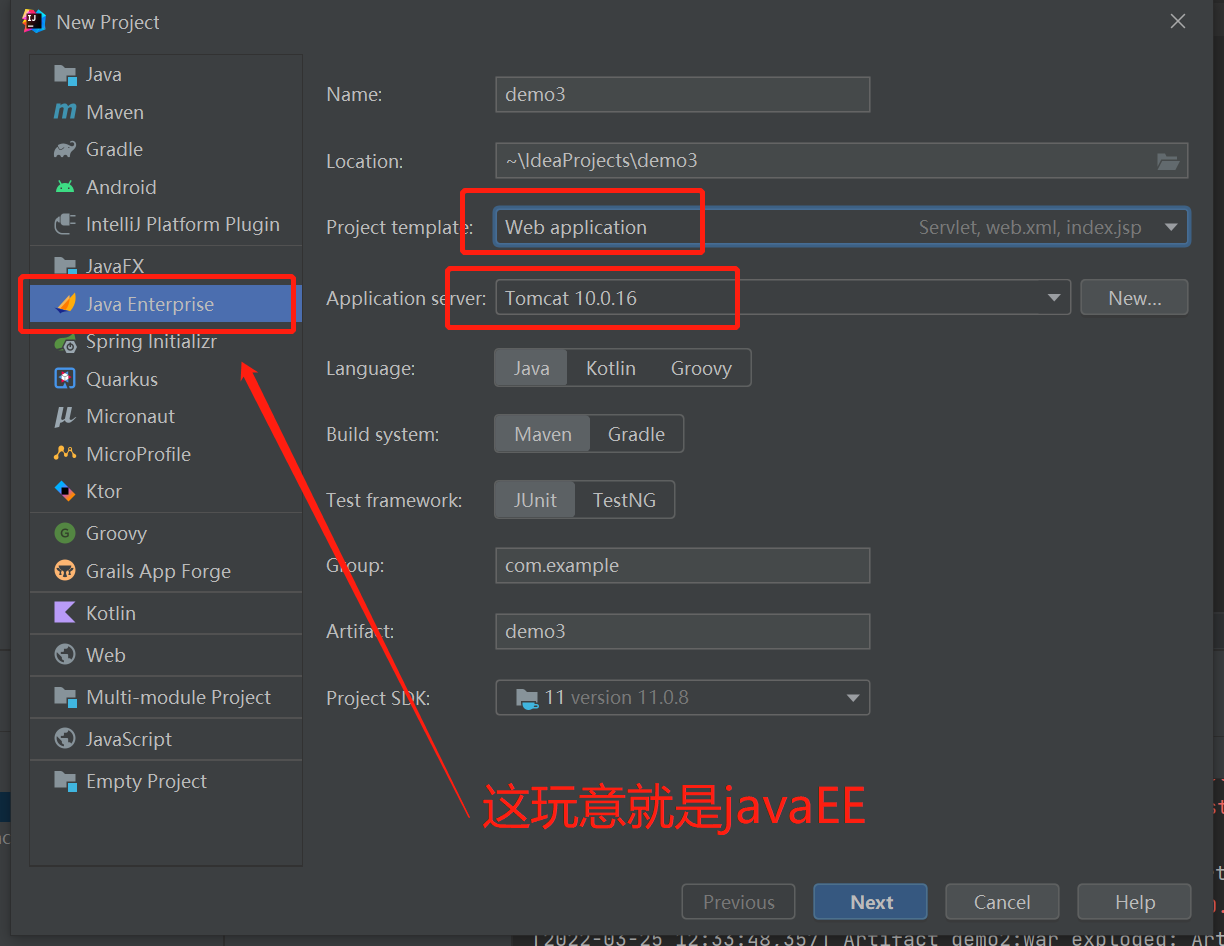 New Project
Java
Maven
Gradle
Android
IntelliJ Platform Plugin
JavaFX
Java Enterprise
Spring Initializr
Quarkus
Micronaut
MicroProfile
Ktor
Groovy
Grails App Forge
Kotlin
Web
Multi-module Project
JavaScript
Empty Project
Name: demo3
Location: ~\IdeaProjects\demo3
Project template: Web application Servlet, web.xml, index.jsp
Application server: Tomcat 10.0.16 New...
Language: Java Kotlin Groovy
Build system: Maven Gradle
Test framework: JUnit TestNG
Group: com.example
Artifact: demo3
Project SDK: 11 version 11.0.8
这玩意就是javaEE
Previous Next Cancel Help
[2022-03-25 12:33:48,357] Artifact demo2:war exploded: Art